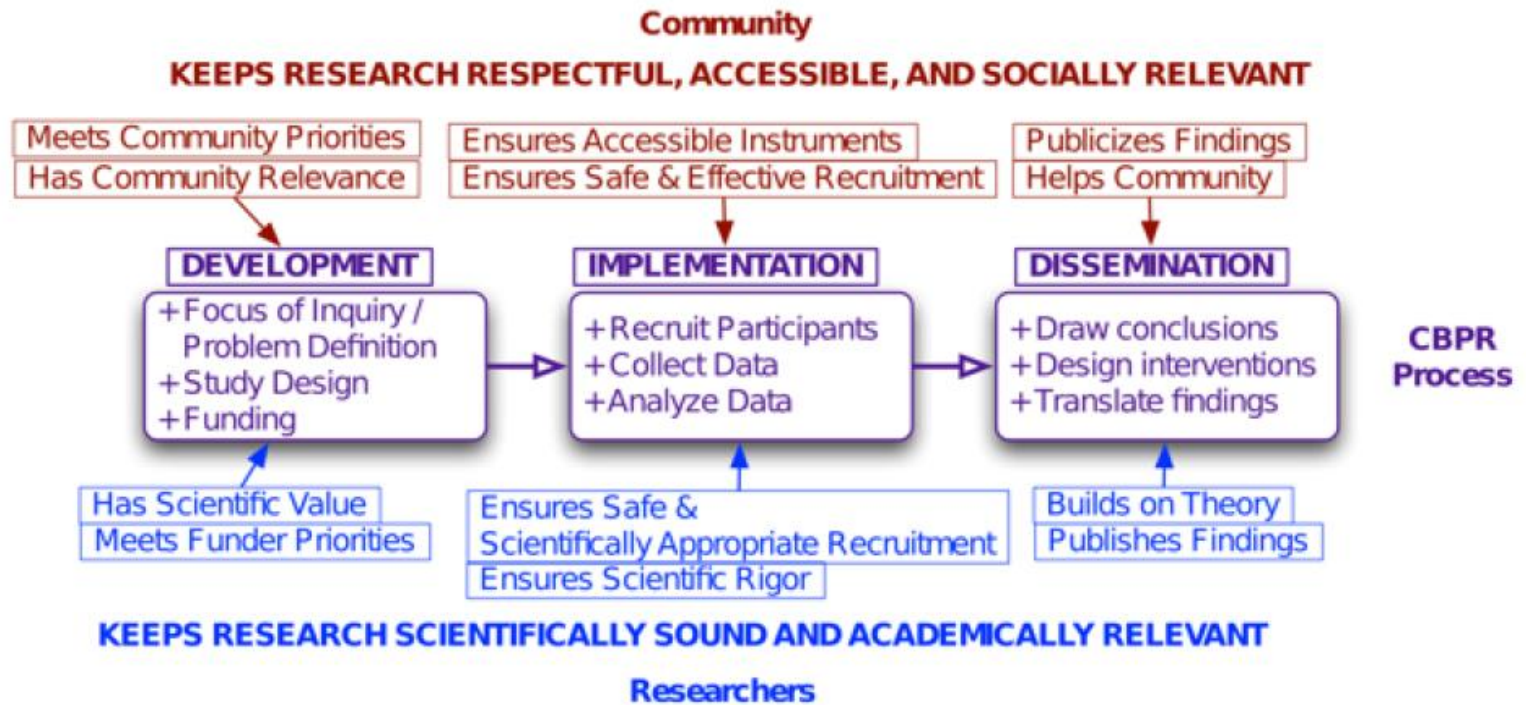 Community
KEEPS RESEARCH RESPECTFUL, ACCESSIBLE, AND SOCIALLY RELEVANT
Meets Community Priorities
Has Community Relevance
Ensures Accessible Instruments
Ensures Safe & Effective Recruitment
Publicizes Findings
Helps Community
DEVELOPMENT
+Focus of Inquiry /
Problem Definition
+Study Design
+Funding
IMPLEMENTATION
+Recruit Participants
+Collect Data
+Analyze Data
DISSEMINATION
+Draw conclusions
+Design interventions
+Translate findings
CBPR
Process
Has Scientific Value
Meets Funder Priorities
Ensures Safe &
Scientifically Appropriate Recruitment
Ensures Scientific Rigor
Builds on Theory
Publishes Findings
KEEPS RESEARCH SCIENTIFICALLY SOUND AND ACADEMICALLY RELEVANT
Researchers